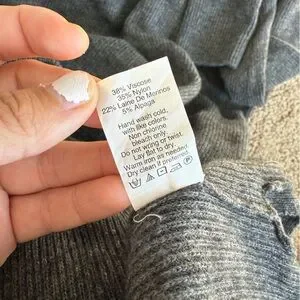 38% Viscose
35% Nylon
22% Laine De Merinos
5% Alpaga
Hand wash cold,
with like colors.
Non chlorine
bleach only.
Do not wring or twist.
Lay flat to dry.
Warm iron as needed
Dry clean if preferred